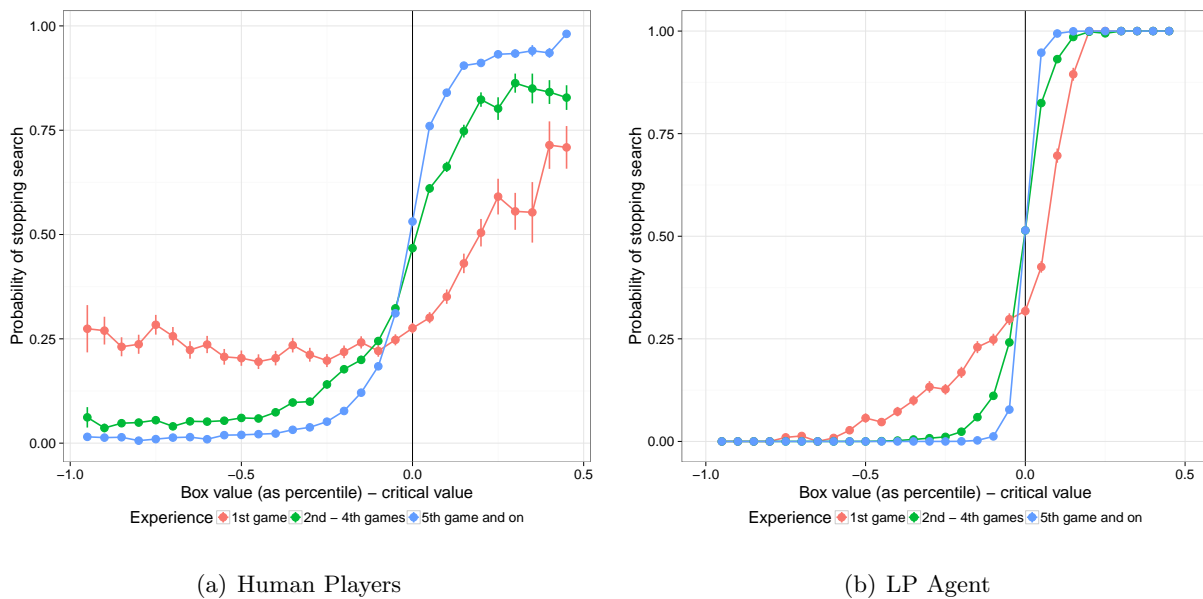 1.00
0.75
0.50
0.25
0.00
Probability of stopping search
−1.0 −0.5 0.0 0.5
Box value (as percentile) − critical value
Experience 1st game 2nd − 4th games 5th game and on
(a) Human Players
1.00
0.75
0.50
0.25
0.00
Probability of stopping search
−1.0 −0.5 0.0 0.5
Box value (as percentile) − critical value
Experience 1st game 2nd − 4th games 5th game and on
(b) LP Agent